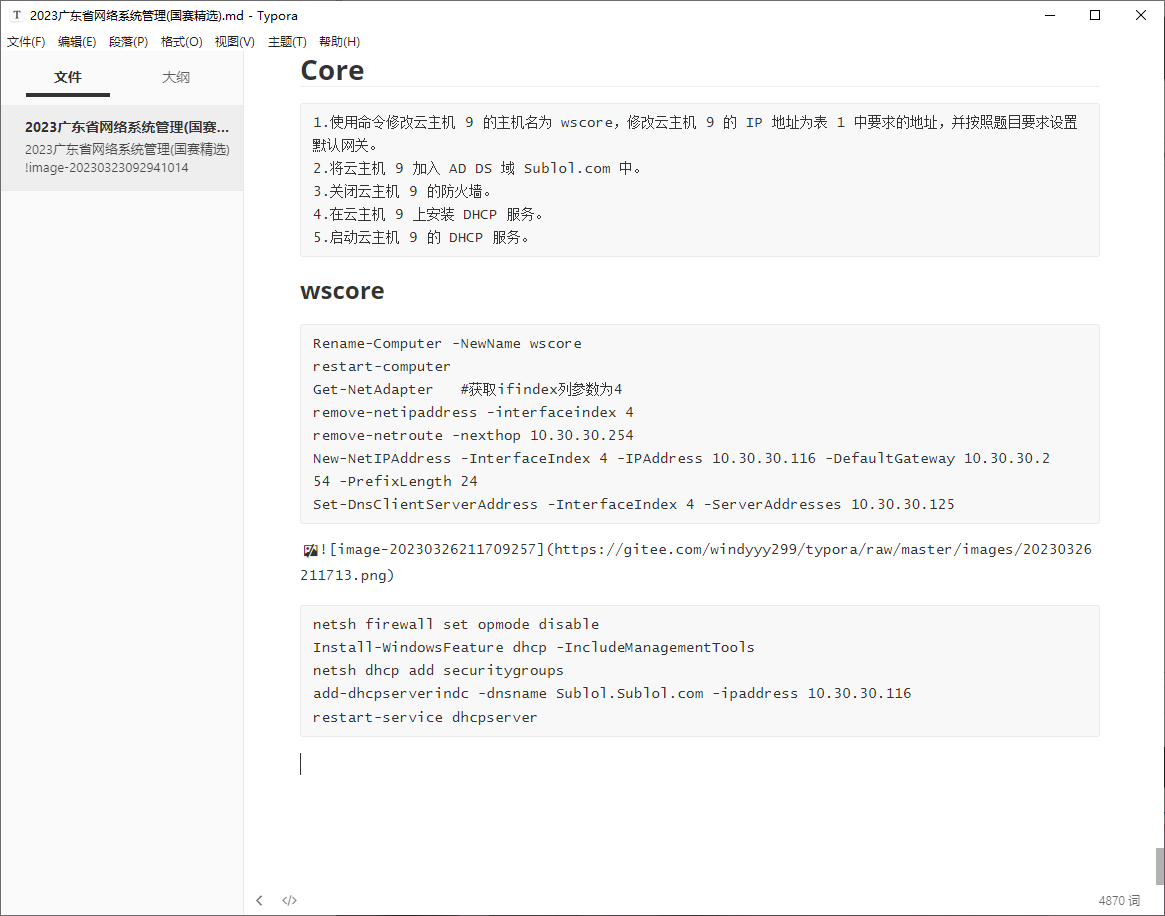 T 2023广东省网络系统管理(国赛精选).md - Typora
文件(F) 编辑(E) 段落(P) 格式(O) 视图(V) 主题(T) 帮助(H)
文件 大纲
2023广东省网络系统管理(国赛...
2023广东省网络系统管理(国赛精选)
!image-20230323092941014
Core
1.使用命令修改云主机 9 的主机名为 wscore，修改云主机 9 的 IP 地址为表 1 中要求的地址，并按照题目要求设置
默认网关。
2.将云主机 9 加入 AD DS 域 Sublol.com 中。
3.关闭云主机 9 的防火墙。
4.在云主机 9 上安装 DHCP 服务。
5.启动云主机 9 的 DHCP 服务。
wscore
Rename-Computer -NewName wscore
restart-computer
Get-NetAdapter   #获取ifindex列参数为4
remove-netipaddress -interfaceindex 4
remove-netroute -nexthop 10.30.30.254
New-NetIPAddress -InterfaceIndex 4 -IPAddress 10.30.30.116 -DefaultGateway 10.30.30.2
54 -PrefixLength 24
Set-DnsClientServerAddress -InterfaceIndex 4 -ServerAddresses 10.30.30.125
![image-20230326211709257](https://gitee.com/windyyy299/typora/raw/master/images/20230326
211713.png)
netsh firewall set opmode disable
Install-WindowsFeature dhcp -IncludeManagementTools
netsh dhcp add securitygroups
add-dhcpserverindc -dnsname Sublol.Sublol.com -ipaddress 10.30.30.116
restart-service dhcpserver
</> 4870 词